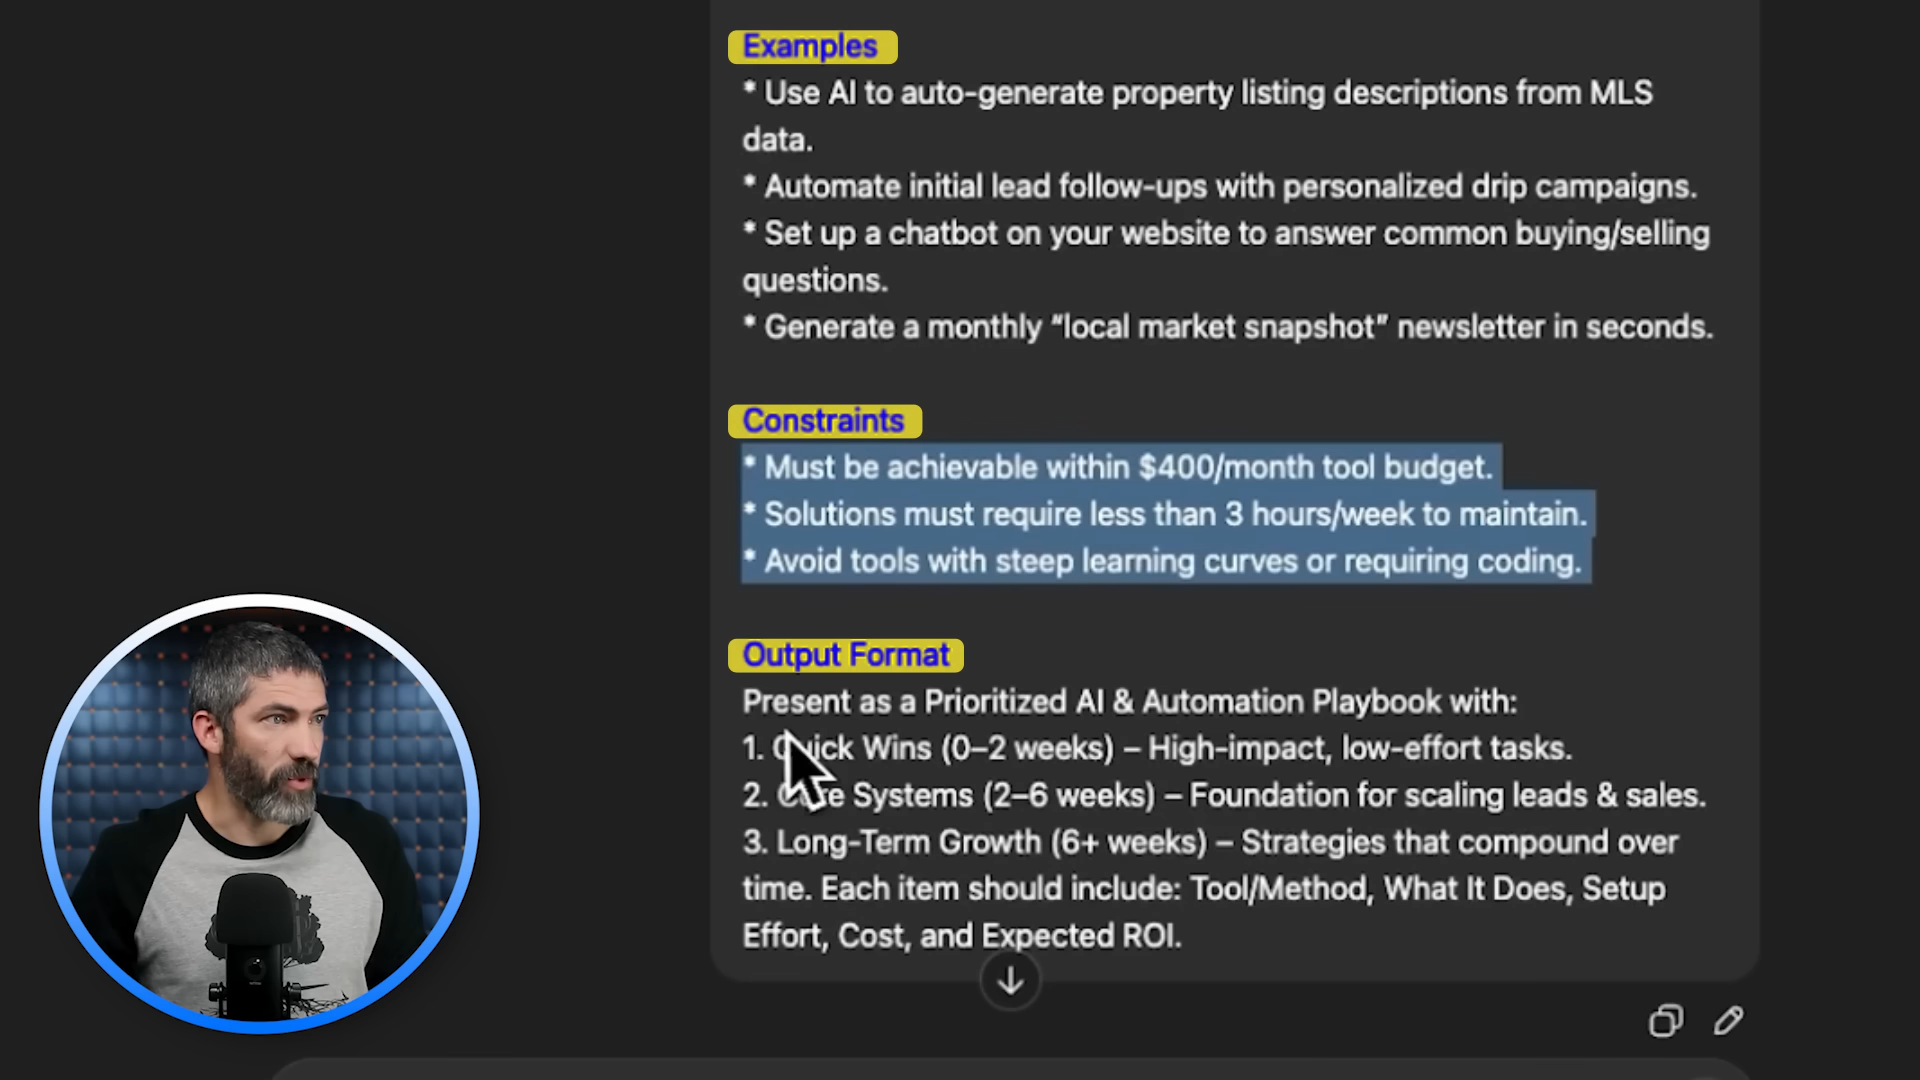 Examples
* Use AI to auto-generate property listing descriptions from MLS
data.
* Automate initial lead follow-ups with personalized drip campaigns.
* Set up a chatbot on your website to answer common buying/selling
questions.
* Generate a monthly “local market snapshot” newsletter in seconds.
Constraints
* Must be achievable within $400/month tool budget.
* Solutions must require less than 3 hours/week to maintain.
* Avoid tools with steep learning curves or requiring coding.
Output Format
Present as a Prioritized AI & Automation Playbook with:
1. Quick Wins (0–2 weeks) – High-impact, low-effort tasks.
2. Core Systems (2–6 weeks) – Foundation for scaling leads & sales.
3. Long-Term Growth (6+ weeks) – Strategies that compound over
time. Each item should include: Tool/Method, What It Does, Setup
Effort, Cost, and Expected ROI.